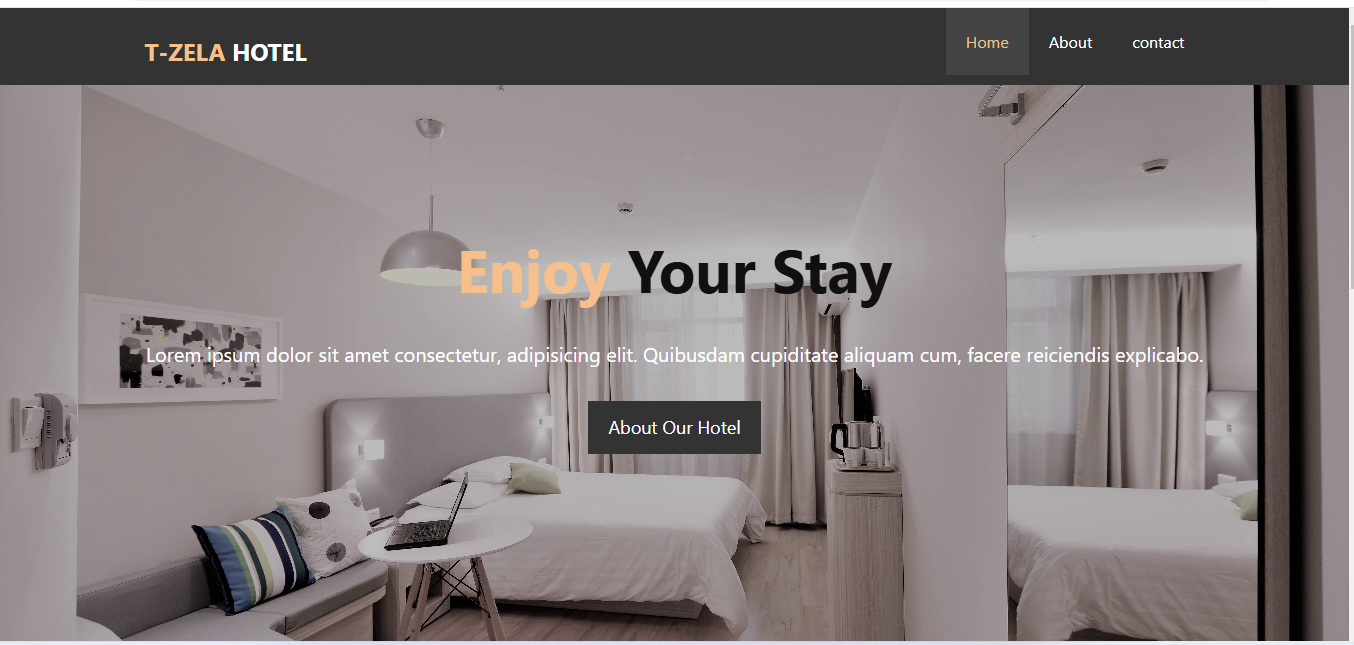 T-ZELA HOTEL
Home About contact
Enjoy Your Stay
Lorem ipsum dolor sit amet consectetur, adipisicing elit. Quibusdam cupiditate aliquam cum, facere reiciendis explicabo.
About Our Hotel